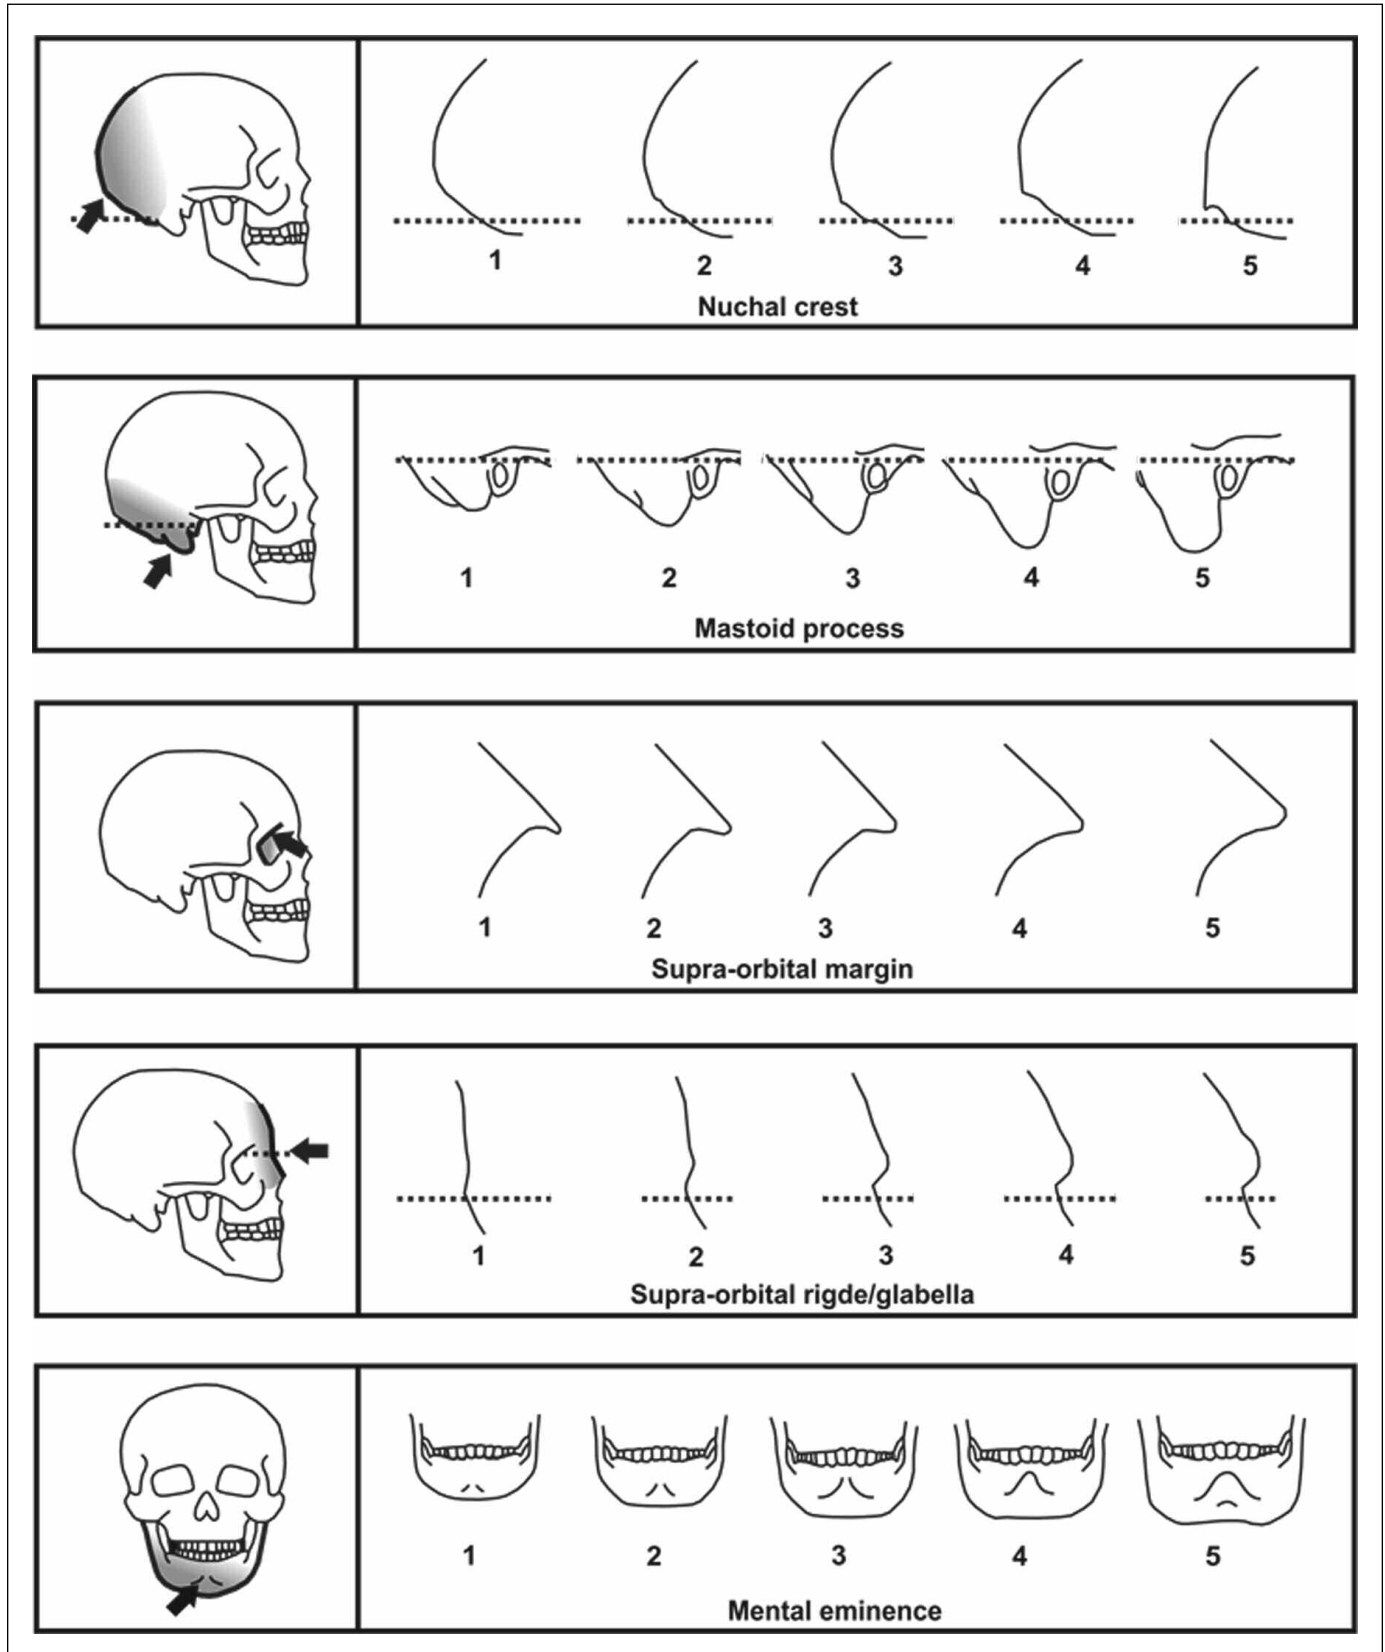 1 2 3 4 5
Nuchal crest
1 2 3 4 5
Mastoid process
1 2 3 4 5
Supra-orbital margin
1 2 3 4 5
Supra-orbital rigde/glabella
1 2 3 4 5
Mental eminence